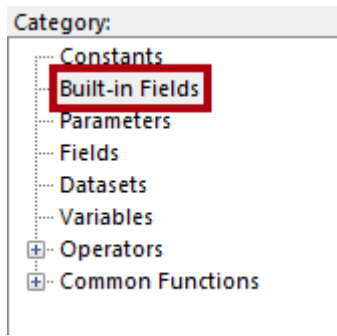 Category:
Constants
Built-in Fields
Parameters
Fields
Datasets
Variables
Operators
Common Functions